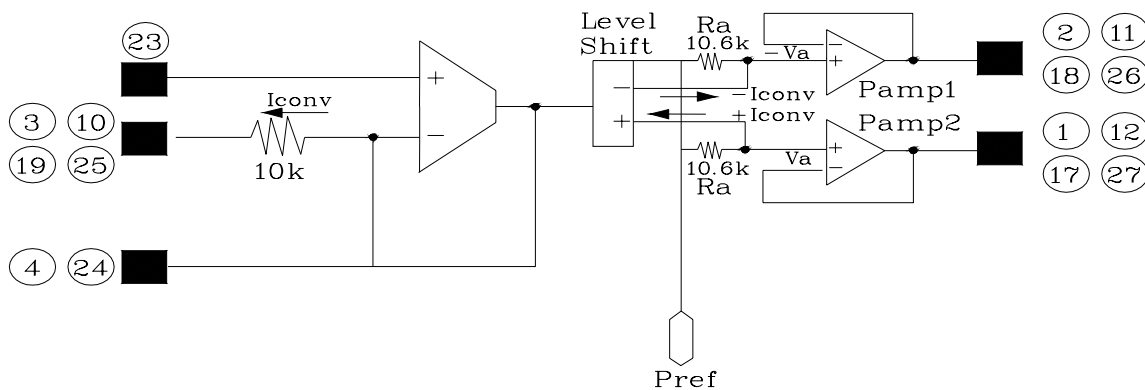 23
3 10
19 25
4 24
+
−
Iconv
10k
Level
Shift
−
+
Ra
10.6k
−Va
−Iconv
+Iconv
10.6k
Ra
Va
−
+
Pamp1
Pamp2
+
−
2 11
18 26
1 12
17 27
Pref